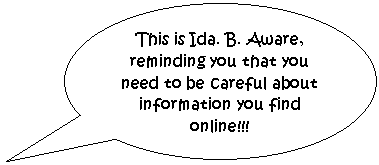 This is Ida. B. Aware,
reminding you that you
need to be careful about
information you find
online!!!